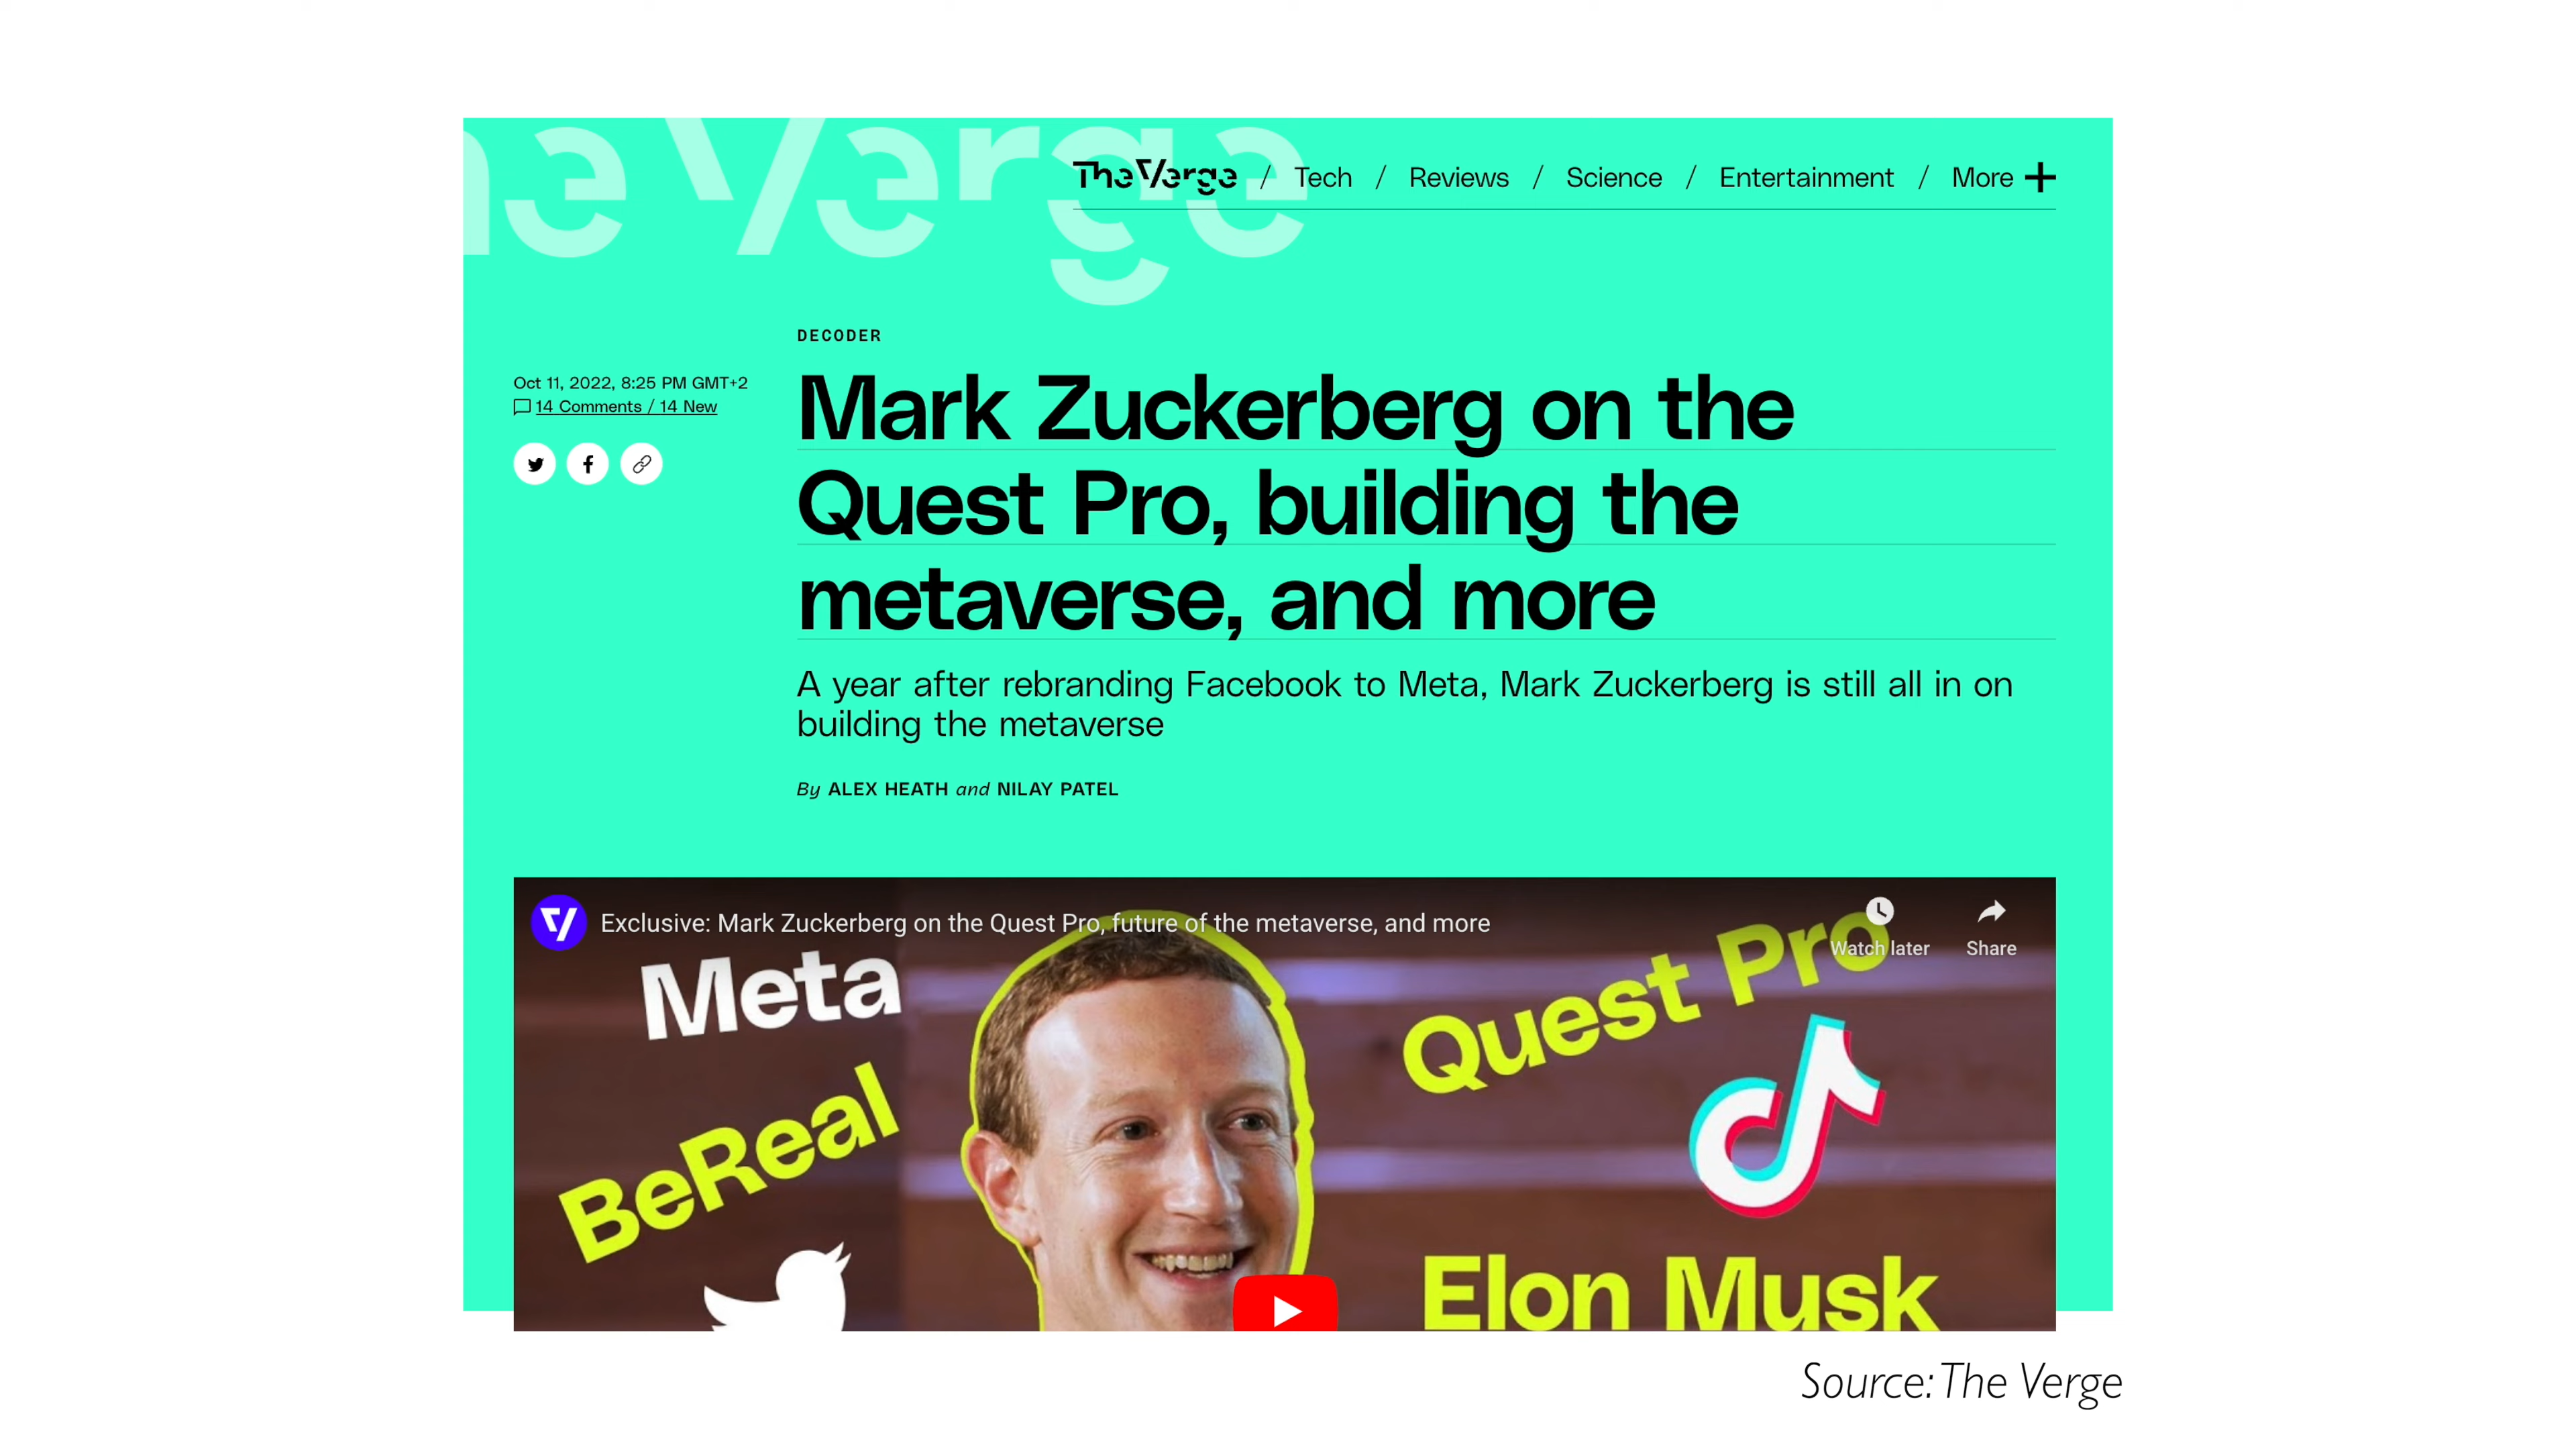 The Verge
The Verge / Tech / Reviews / Science / Entertainment / More +
DECODER
Oct 11, 2022, 8:25 PM GMT+2
14 Comments / 14 New
Mark Zuckerberg on the
Quest Pro, building the
metaverse, and more
A year after rebranding Facebook to Meta, Mark Zuckerberg is still all in on
building the metaverse
By ALEX HEATH and NILAY PATEL
Exclusive: Mark Zuckerberg on the Quest Pro, future of the metaverse, and more
Watch later
Share
Meta
Quest Pro
BeReal
Elon Musk
Source: The Verge